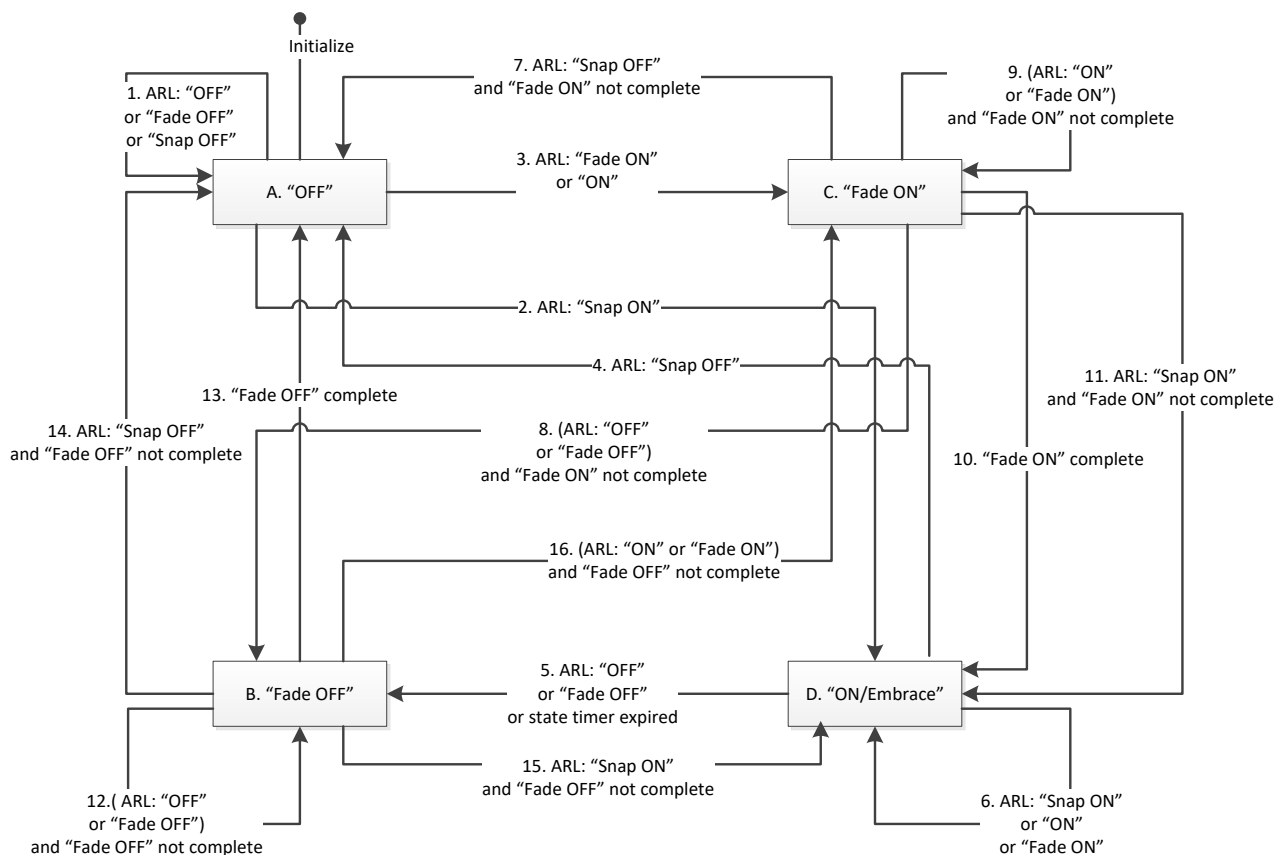 Initialize
1. ARL: “OFF”
or “Fade OFF”
or “Snap OFF”
7. ARL: “Snap OFF”
and “Fade ON” not complete
9. (ARL: “ON”
or “Fade ON”)
and “Fade ON” not complete
A. “OFF”
3. ARL: “Fade ON”
or “ON”
C. “Fade ON”
2. ARL: “Snap ON”
4. ARL: “Snap OFF”
13. “Fade OFF” complete
11. ARL: “Snap ON”
and “Fade ON” not complete
14. ARL: “Snap OFF”
and “Fade OFF” not complete
8. (ARL: “OFF”
or “Fade OFF”)
and “Fade ON” not complete
10. “Fade ON” complete
16. (ARL: “ON” or “Fade ON”)
and “Fade OFF” not complete
B. “Fade OFF”
5. ARL: “OFF”
or “Fade OFF”
or state timer expired
D. “ON/Embrace”
15. ARL: “Snap ON”
and “Fade OFF” not complete
12.( ARL: “OFF”
or “Fade OFF”)
and “Fade OFF” not complete
6. ARL: “Snap ON”
or “ON”
or “Fade ON”